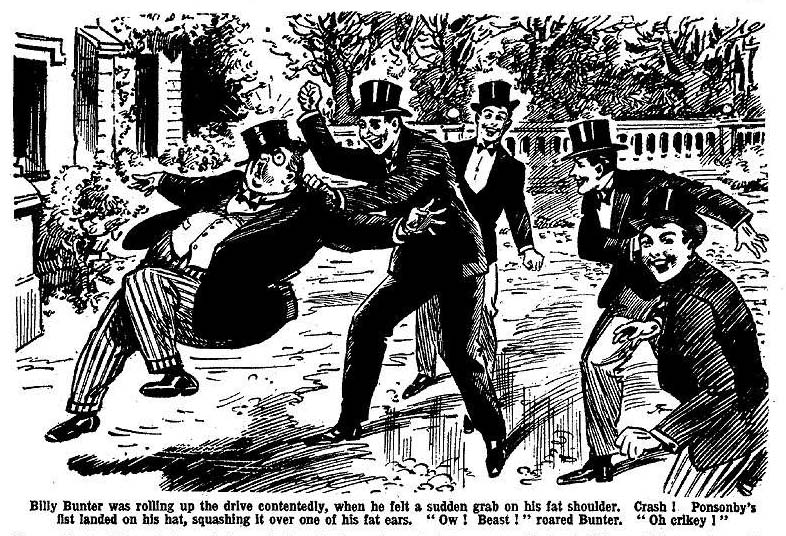 Billy Bunter was rolling up the drive contentedly, when he felt a sudden grab on his fat shoulder. Crash ! Ponsonby's
fist landed on his hat, squashing it over one of his fat ears. " Ow ! Beast ! " roared Bunter. " Oh crikey ! "